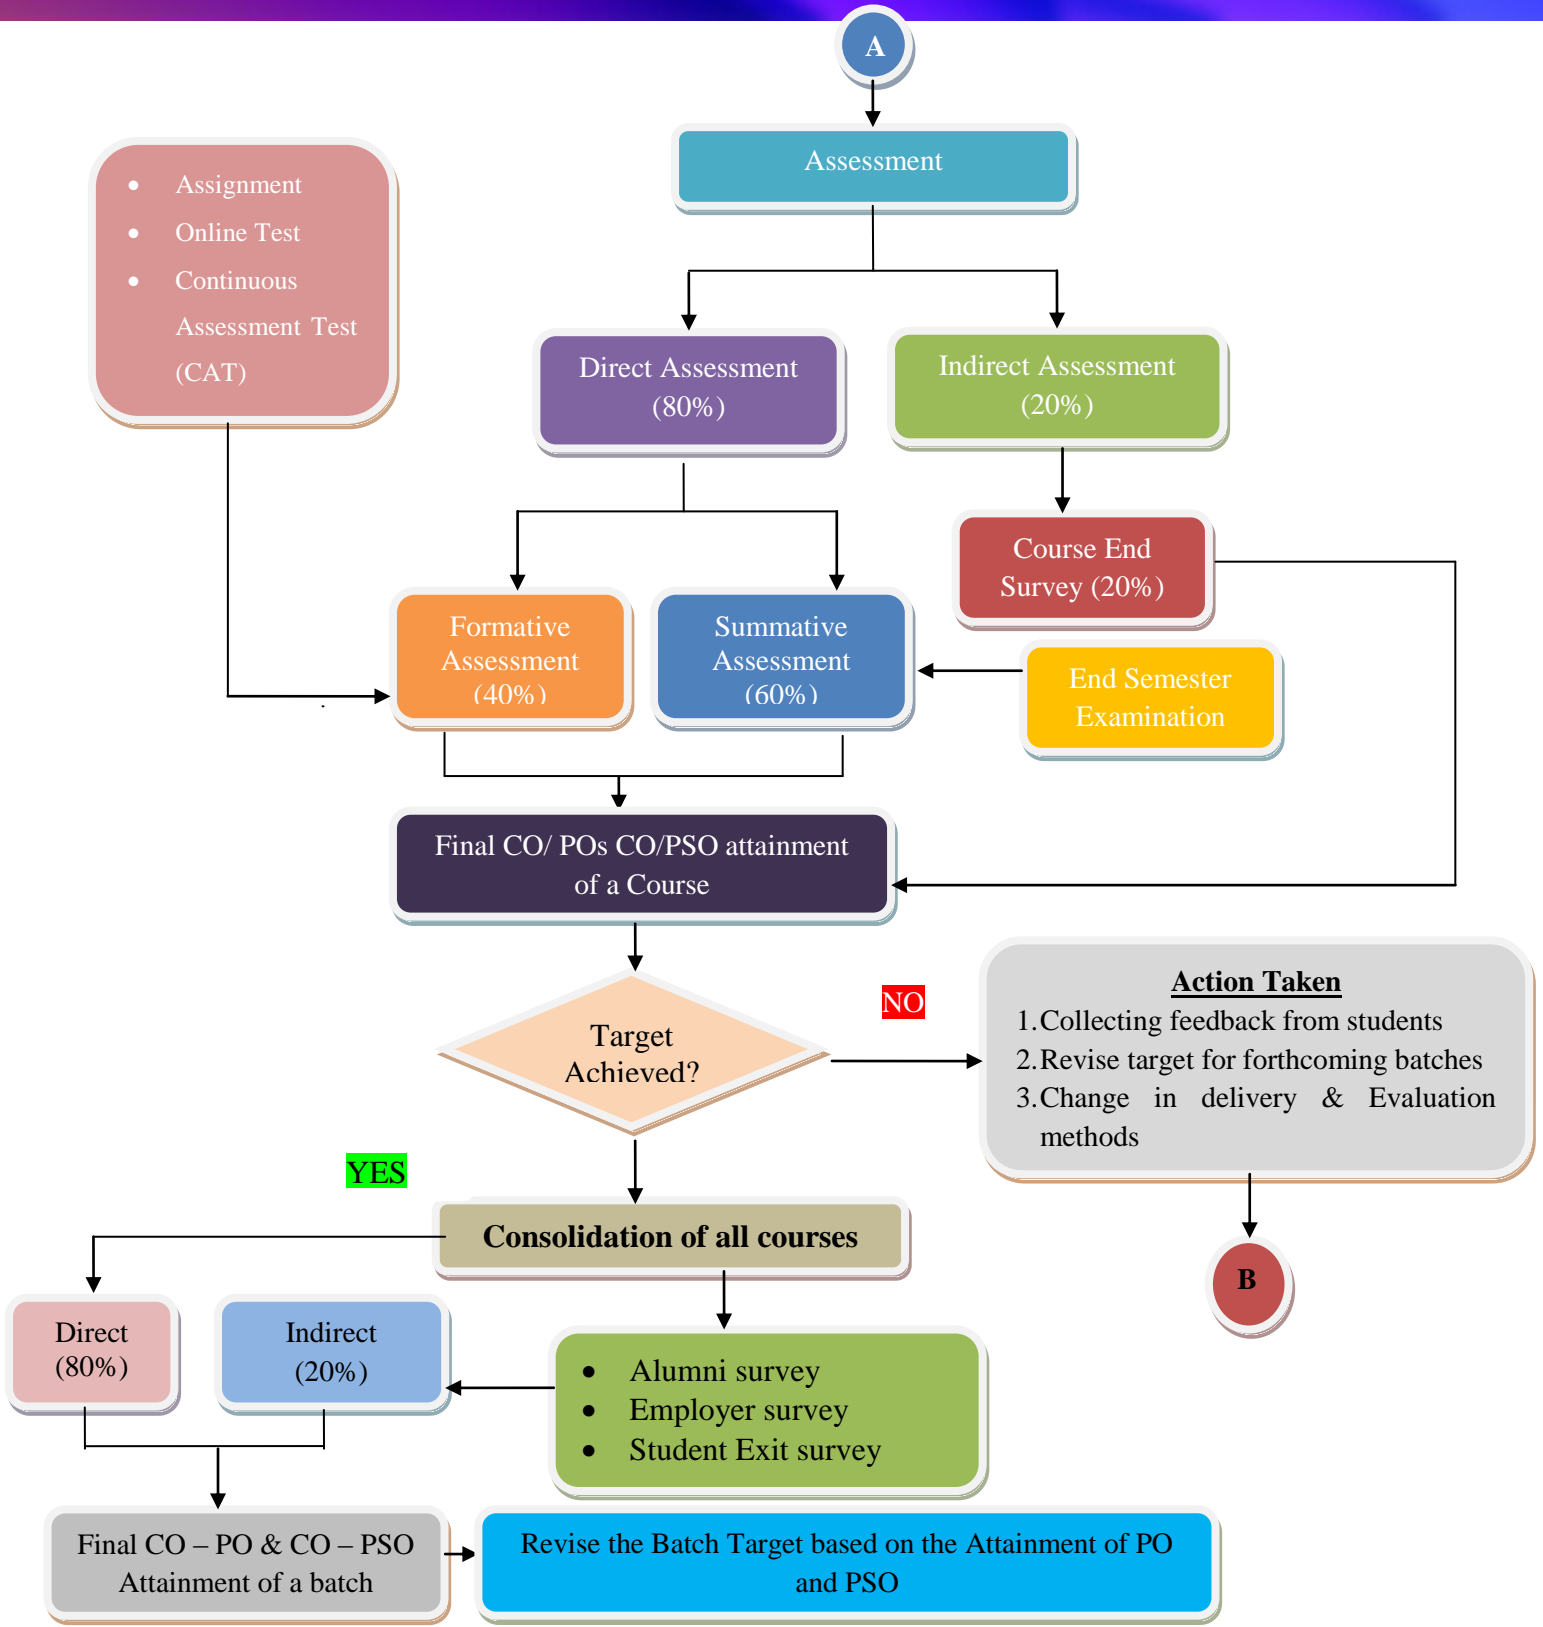 A
Assessment
• Assignment
• Online Test
• Continuous
Assessment Test
(CAT)
Direct Assessment
(80%)
Indirect Assessment
(20%)
Course End
Survey (20%)
Formative
Assessment
(40%)
Summative
Assessment
(60%)
End Semester
Examination
Final CO/ POs CO/PSO attainment
of a Course
Target
Achieved?
NO
Action Taken
1. Collecting feedback from students
2. Revise target for forthcoming batches
3. Change in delivery & Evaluation
methods
YES
Consolidation of all courses
B
Direct
(80%)
Indirect
(20%)
• Alumni survey
• Employer survey
• Student Exit survey
Final CO – PO & CO – PSO
Attainment of a batch
Revise the Batch Target based on the Attainment of PO
and PSO